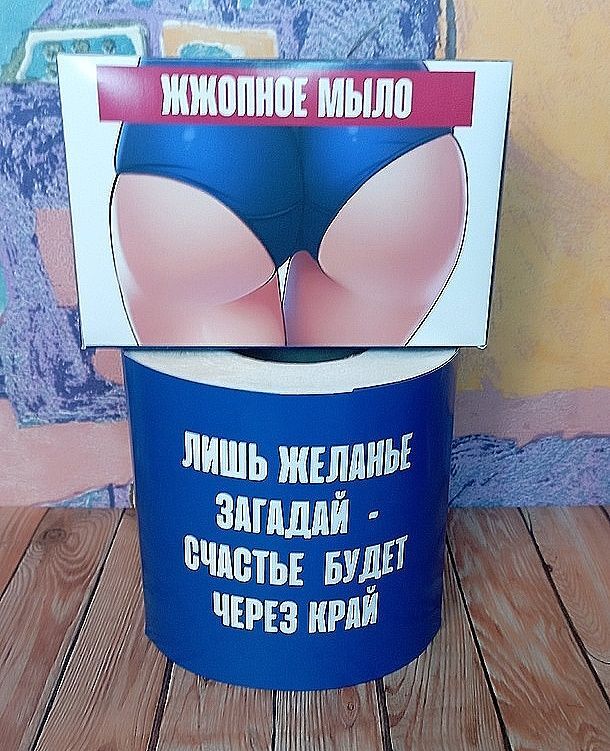 ЖЖОПНОЕ МЫЛО
ЛИШЬ ЖЕЛАНЬЕ
ЗАГАДАЙ -
СЧАСТЬЕ БУДЕТ
ЧЕРЕЗ КРАЙ